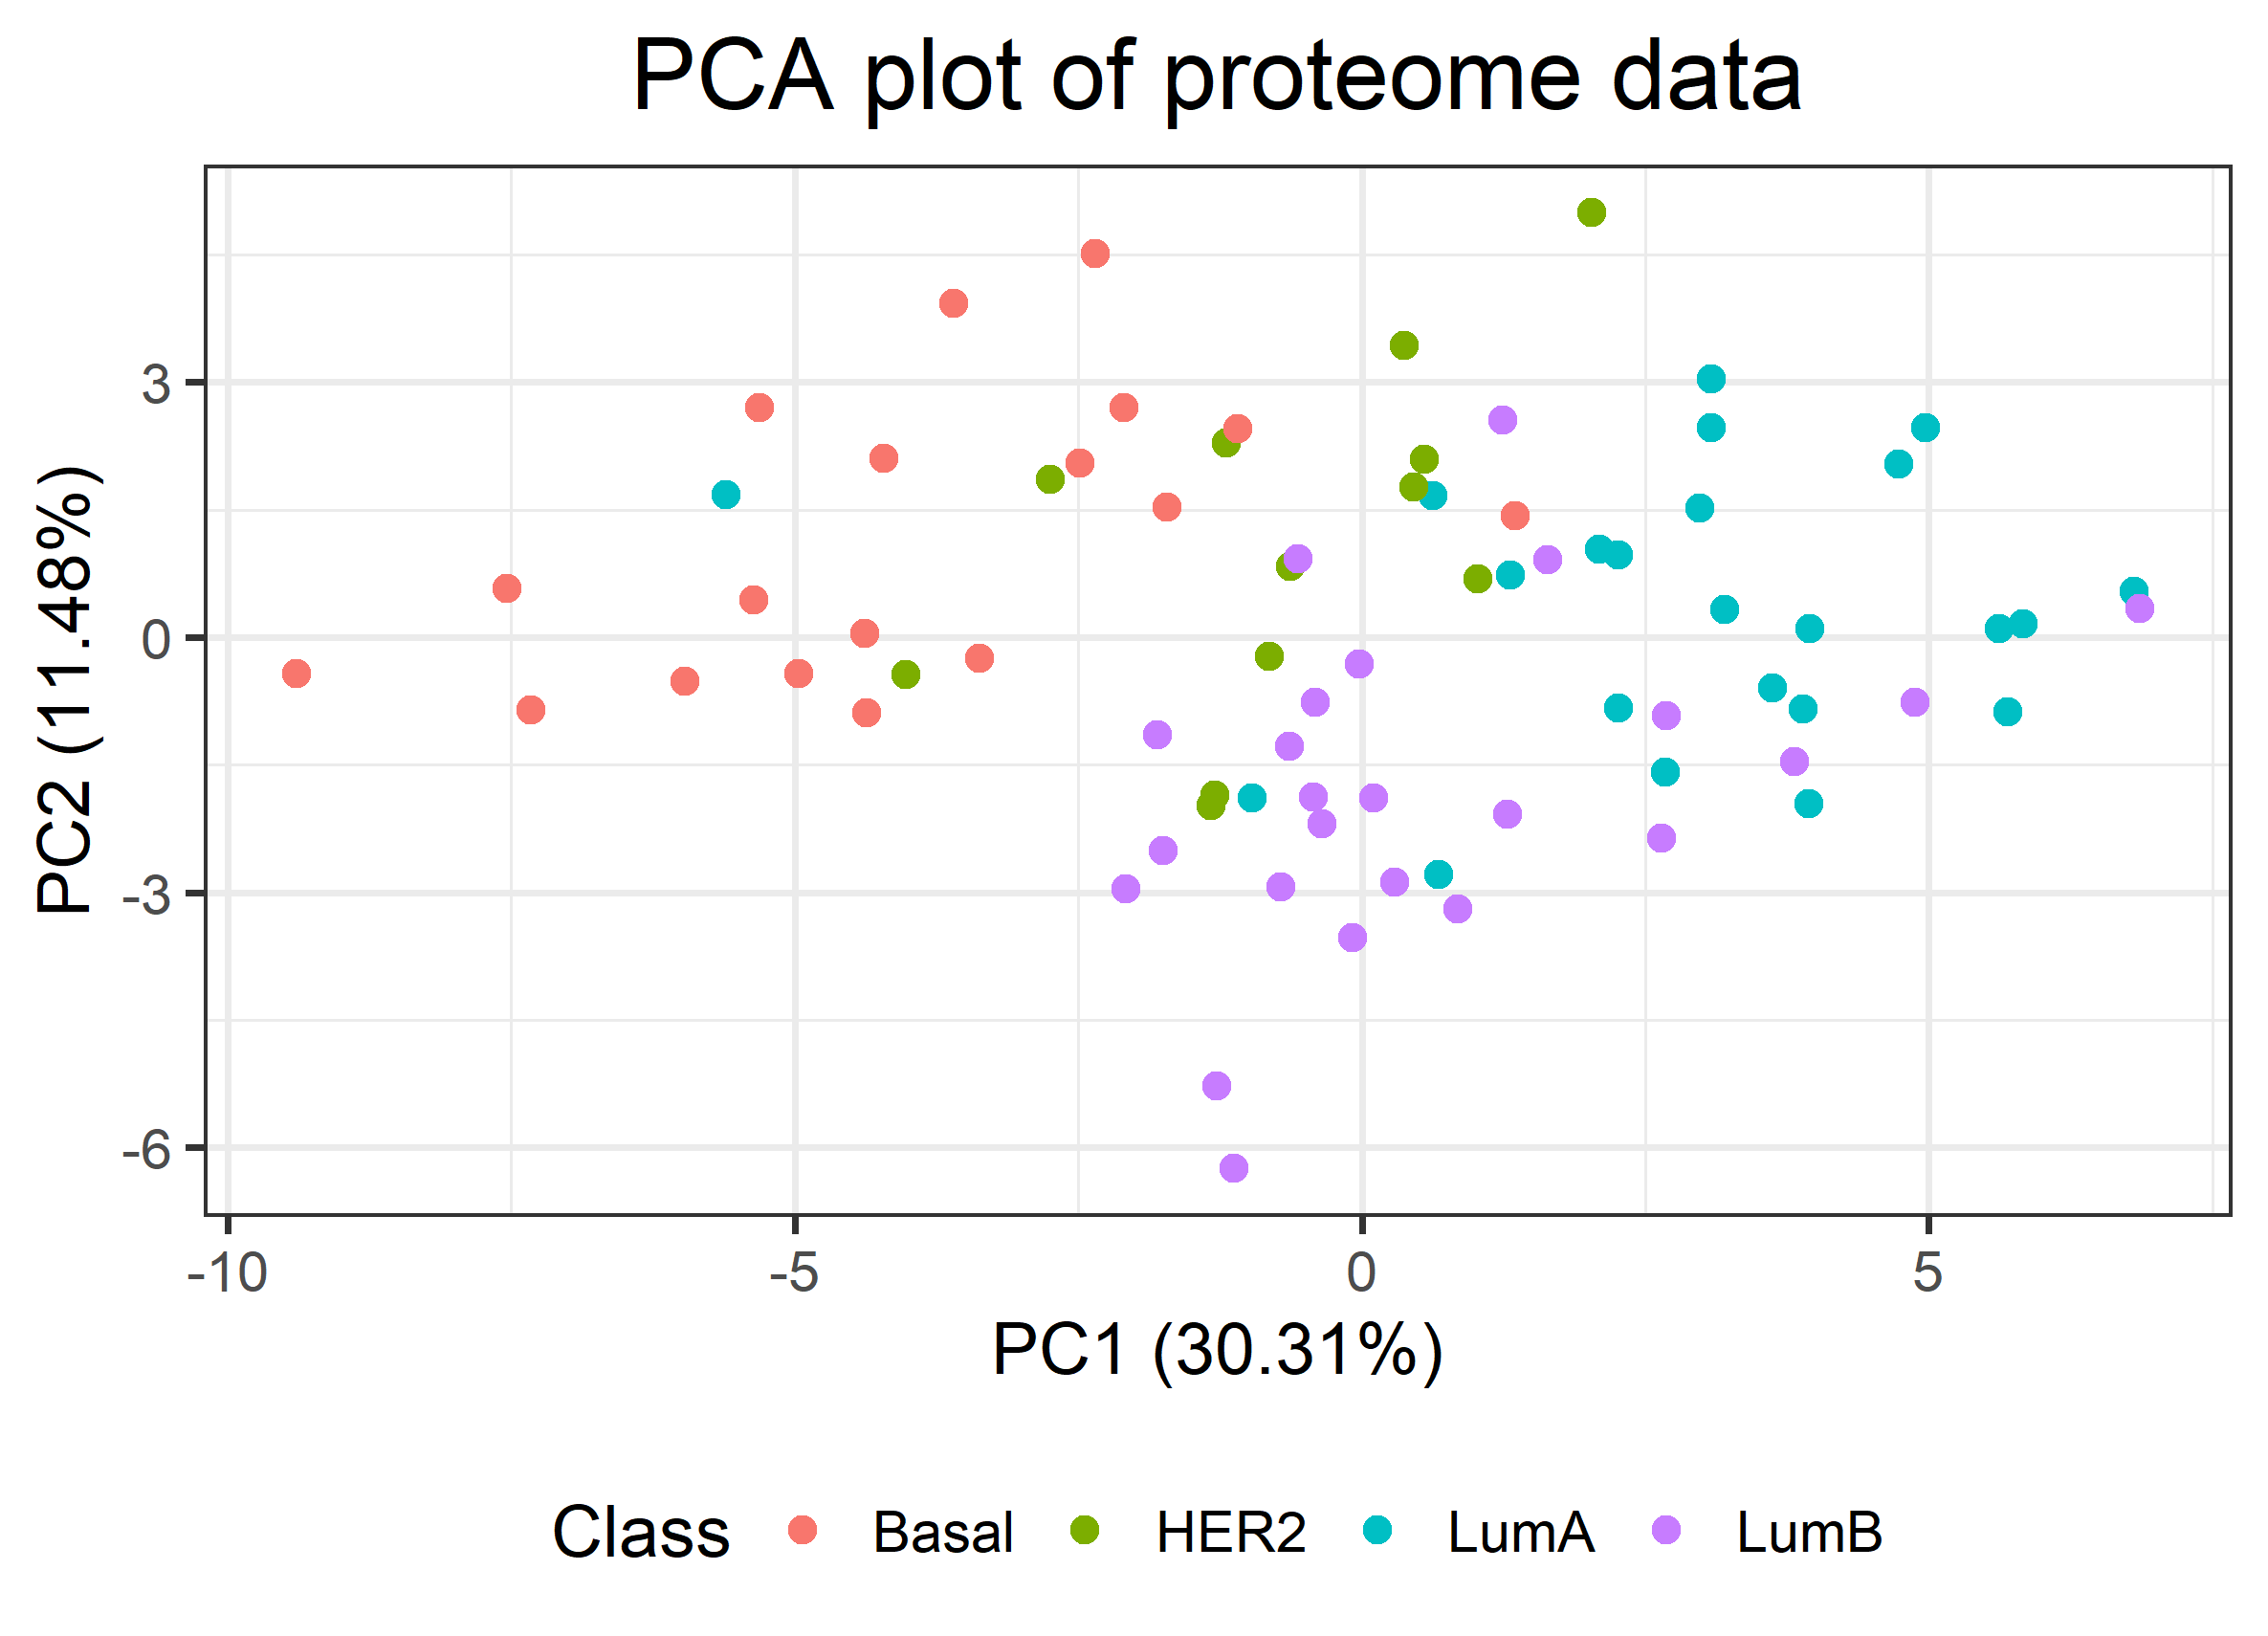 PCA plot of proteome data
PC2 (11.48%)
3
0
-3
-6
-10 -5 0 5
PC1 (30.31%)
Class Basal HER2 LumA LumB